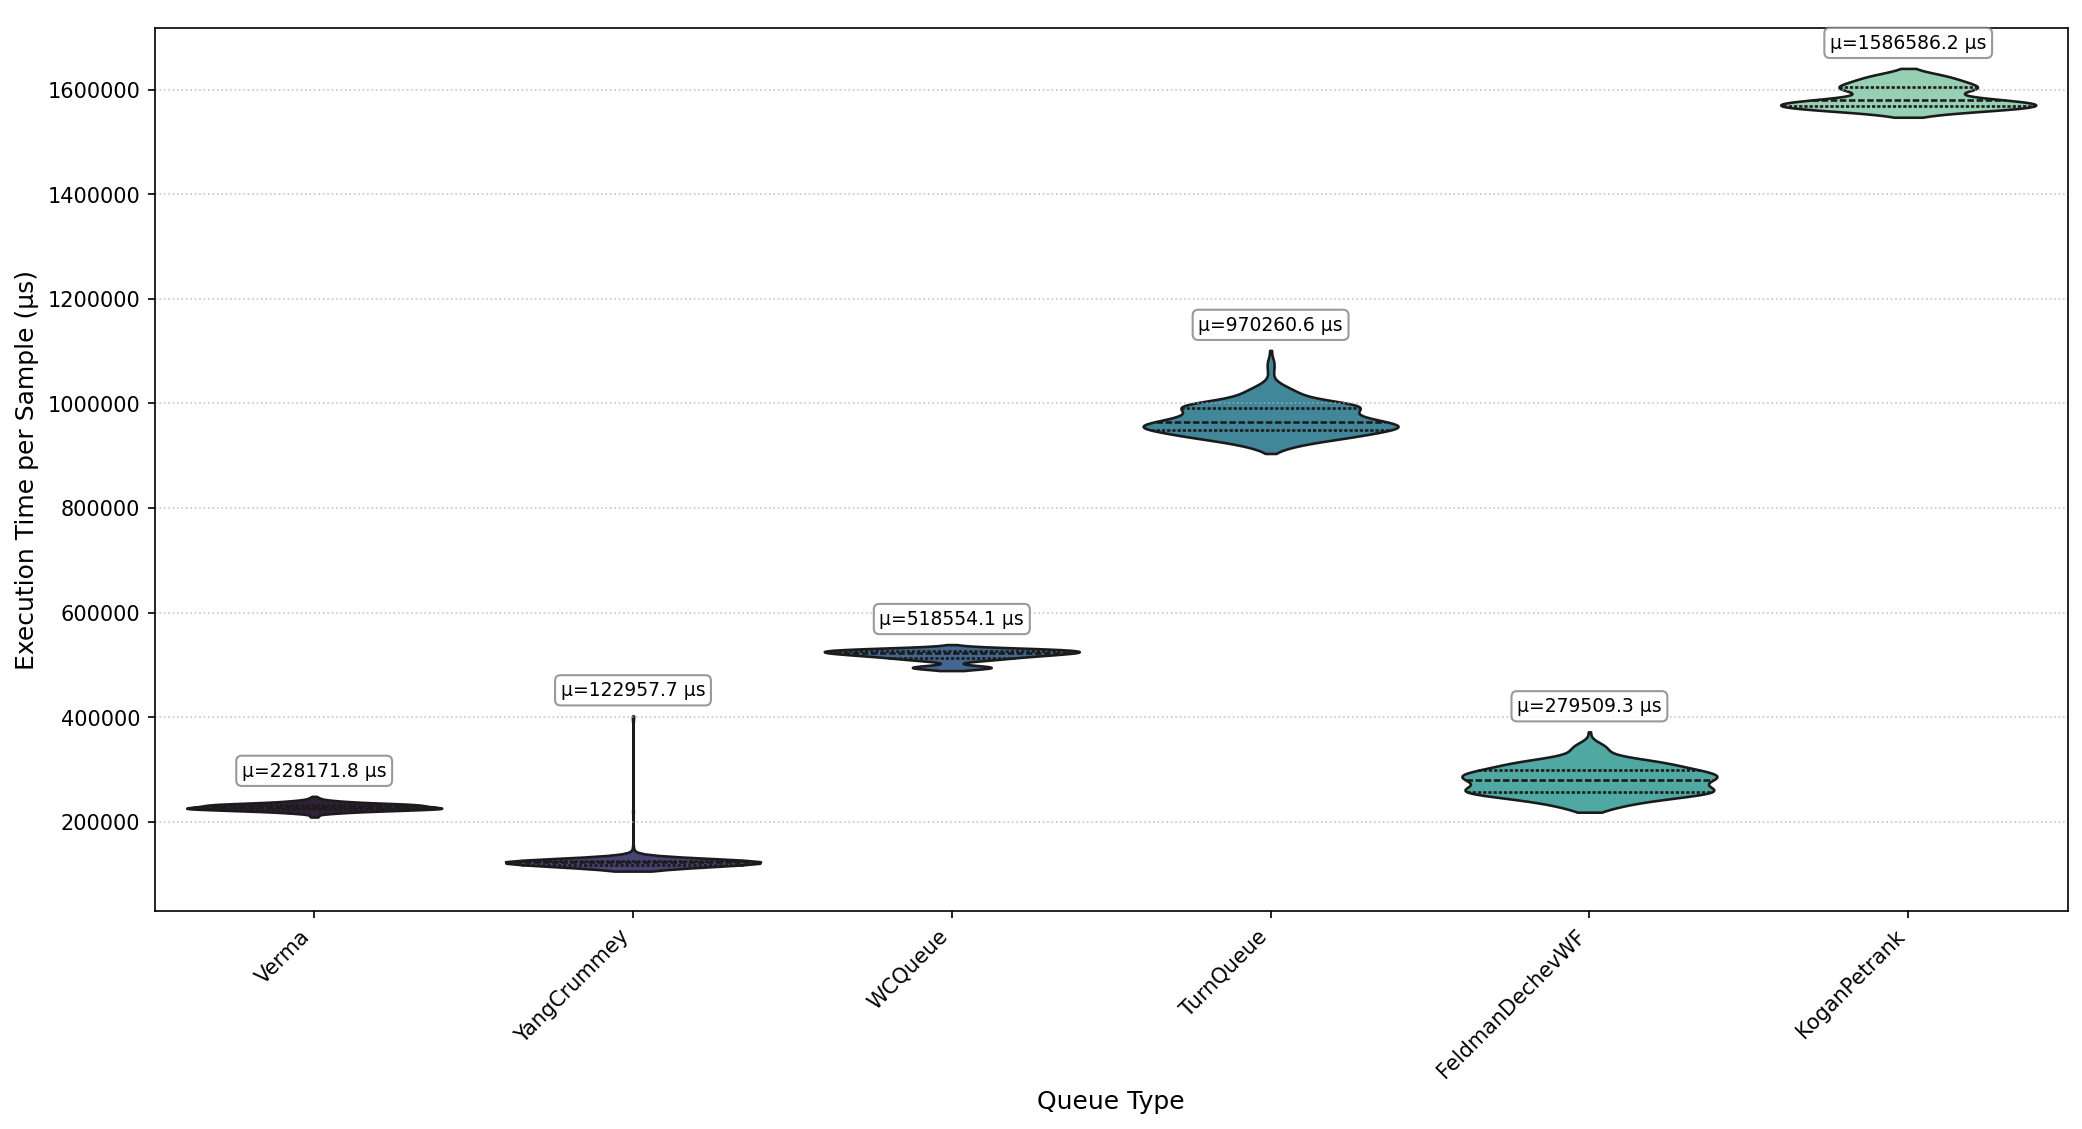 μ=1586586.2 μs
1600000
1400000
1200000
μ=970260.6 μs
1000000
800000
μ=518554.1 μs
600000
μ=122957.7 μs
μ=279509.3 μs
400000
μ=228171.8 μs
200000
Execution Time per Sample (μs)
Verma
YangCrummey
WCQueue
TurnQueue
FeldmanDechevWF
KoganPetrank
Queue Type